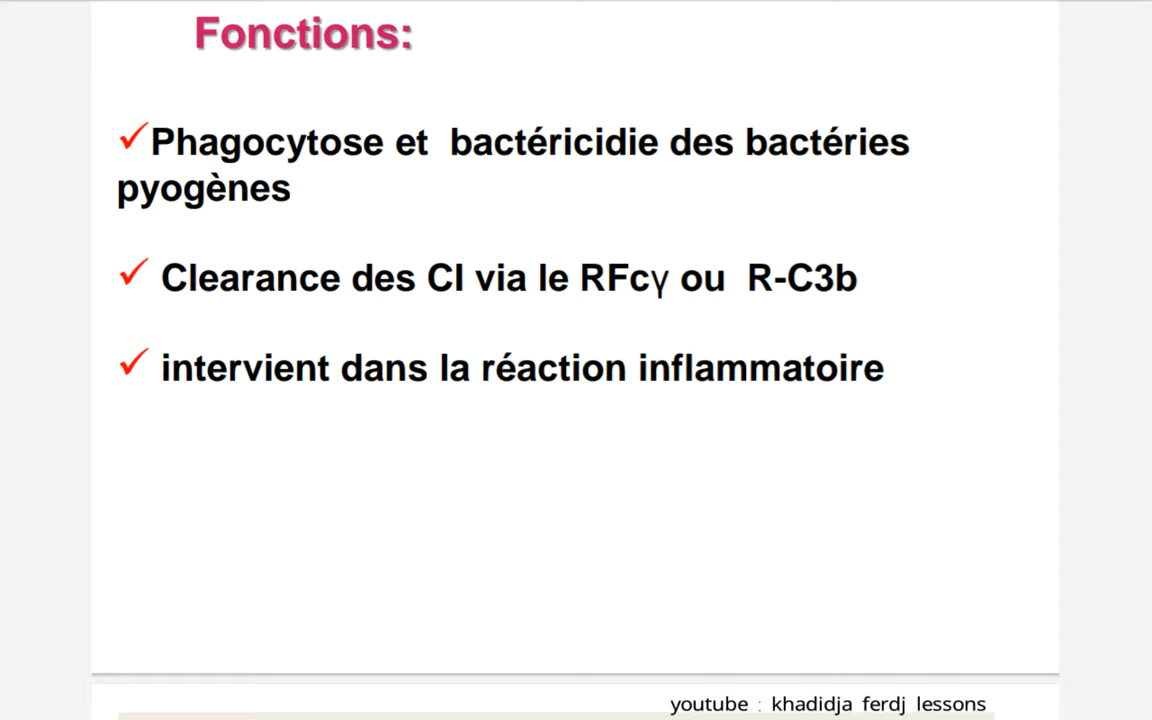 Fonctions:
✓Phagocytose et bactéricidie des bactéries
pyogènes
✓ Clearance des CI via le RFcγ ou R-C3b
✓ intervient dans la réaction inflammatoire
youtube : khadidja ferdj lessons